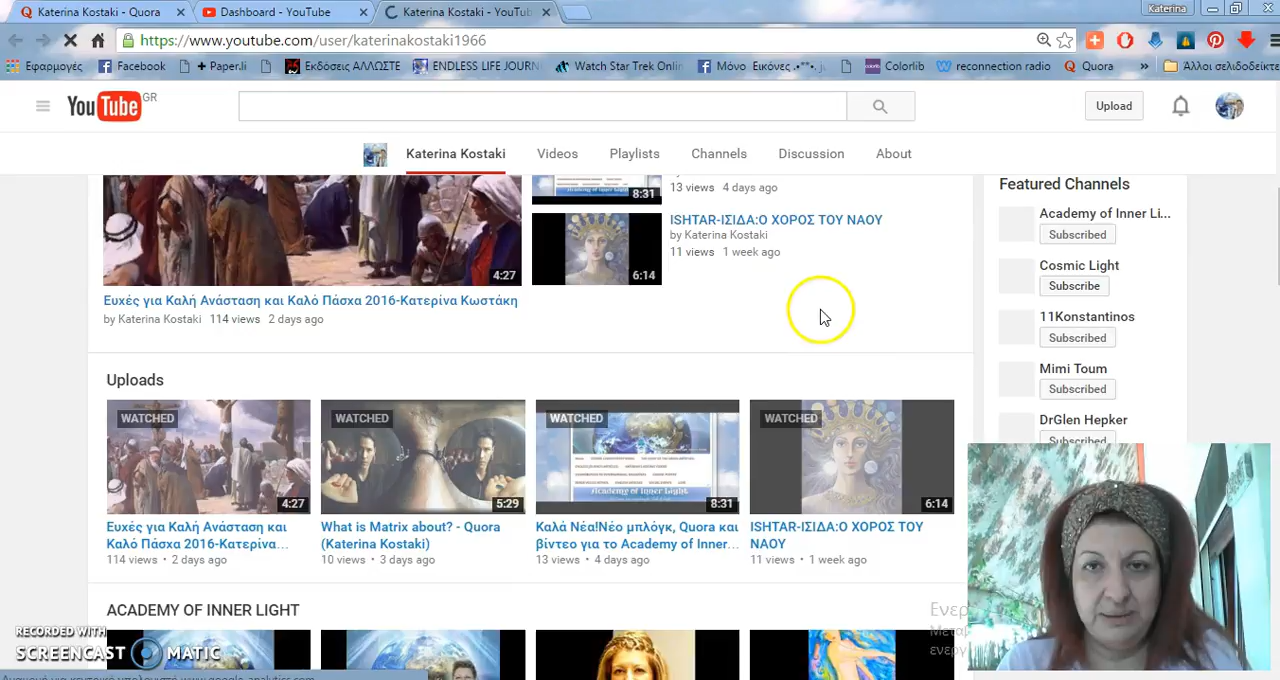 Katerina Kostaki - Quora
Dashboard - YouTube
Katerina Kostaki - YouTub
Katerina
https://www.youtube.com/user/katerinakostaki1966
Εφαρμογές
Facebook
+ Paper.li
Εκδόσεις ΑΛΛΩΣΤΕ
ENDLESS LIFE JOURN
Watch Star Trek Onlin
Μόνο Εικόνες
Colorlib
reconnection radio
Quora
»
Άλλοι σελιδοδείκτε
YouTube GR
Upload
Katerina Kostaki
Videos
Playlists
Channels
Discussion
About
4:27
Ευχές για Καλή Ανάσταση και Καλό Πάσχα 2016-Κατερίνα Κωστάκη
by Katerina Kostaki 114 views 2 days ago
8:31
13 views 4 days ago
6:14
ISHTAR-ΙΣΙΔΑ:Ο ΧΟΡΟΣ ΤΟΥ ΝΑΟΥ
by Katerina Kostaki
11 views 1 week ago
Featured Channels
Academy of Inner Li...
Subscribed
Cosmic Light
Subscribe
11Konstantinos
Subscribed
Mimi Toum
Subscribed
DrGlen Hepker
Subscribed
Uploads
WATCHED
4:27
Ευχές για Καλή Ανάσταση και
Καλό Πάσχα 2016-Κατερίνα...
114 views • 2 days ago
WATCHED
5:29
What is Matrix about? - Quora
(Katerina Kostaki)
10 views • 3 days ago
WATCHED
Academy of Inner Light
8:31
Καλά Νέα!Νέο μπλόγκ, Quora και
βίντεο για το Academy of Inner...
13 views • 4 days ago
WATCHED
6:14
ISHTAR-ΙΣΙΔΑ:Ο ΧΟΡΟΣ ΤΟΥ
ΝΑΟΥ
11 views • 1 week ago
ACADEMY OF INNER LIGHT
RECORDED WITH
SCREENCAST MATIC
Ενερ
Μεταβ
ενεργ